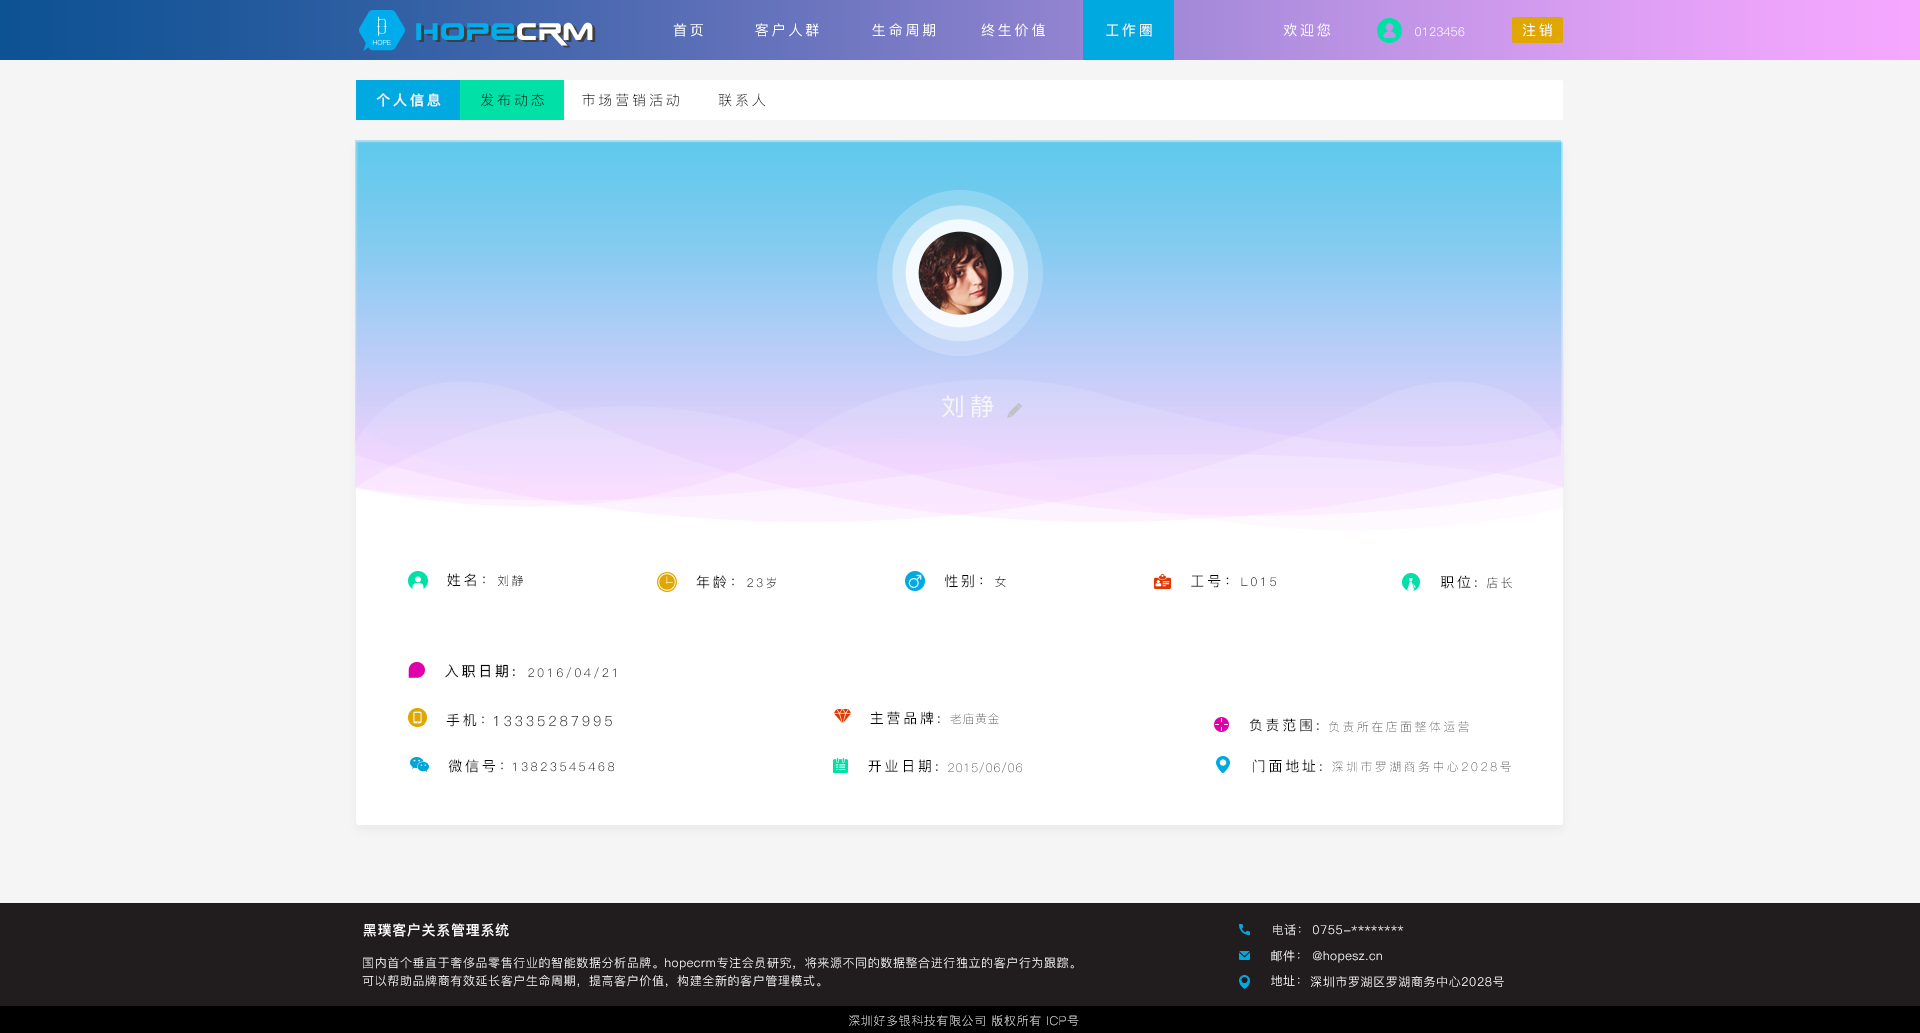 HOPE HOPECRM 首页 客户人群 生命周期 终生价值 工作圈 欢迎您 0123456 注销
个人信息 发布动态 市场营销活动 联系人
刘静
姓名：刘静 年龄：23岁 性别：女 工号：L015 职位：店长
入职日期：2016/04/21
手机：13335287995 主营品牌：老庙黄金 负责范围：负责所在店面整体运营
微信号：13823545468 开业日期：2015/06/06 门面地址：深圳市罗湖商务中心2028号
黑璞客户关系管理系统
国内首个垂直于奢侈品零售行业的智能数据分析品牌。hopecrm专注会员研究，将来源不同的数据整合进行独立的客户行为跟踪。
可以帮助品牌商有效延长客户生命周期，提高客户价值，构建全新的客户管理模式。
电话： 0755-********
邮件： @hopesz.cn
地址： 深圳市罗湖区罗湖商务中心2028号
深圳好多银科技有限公司 版权所有 ICP号